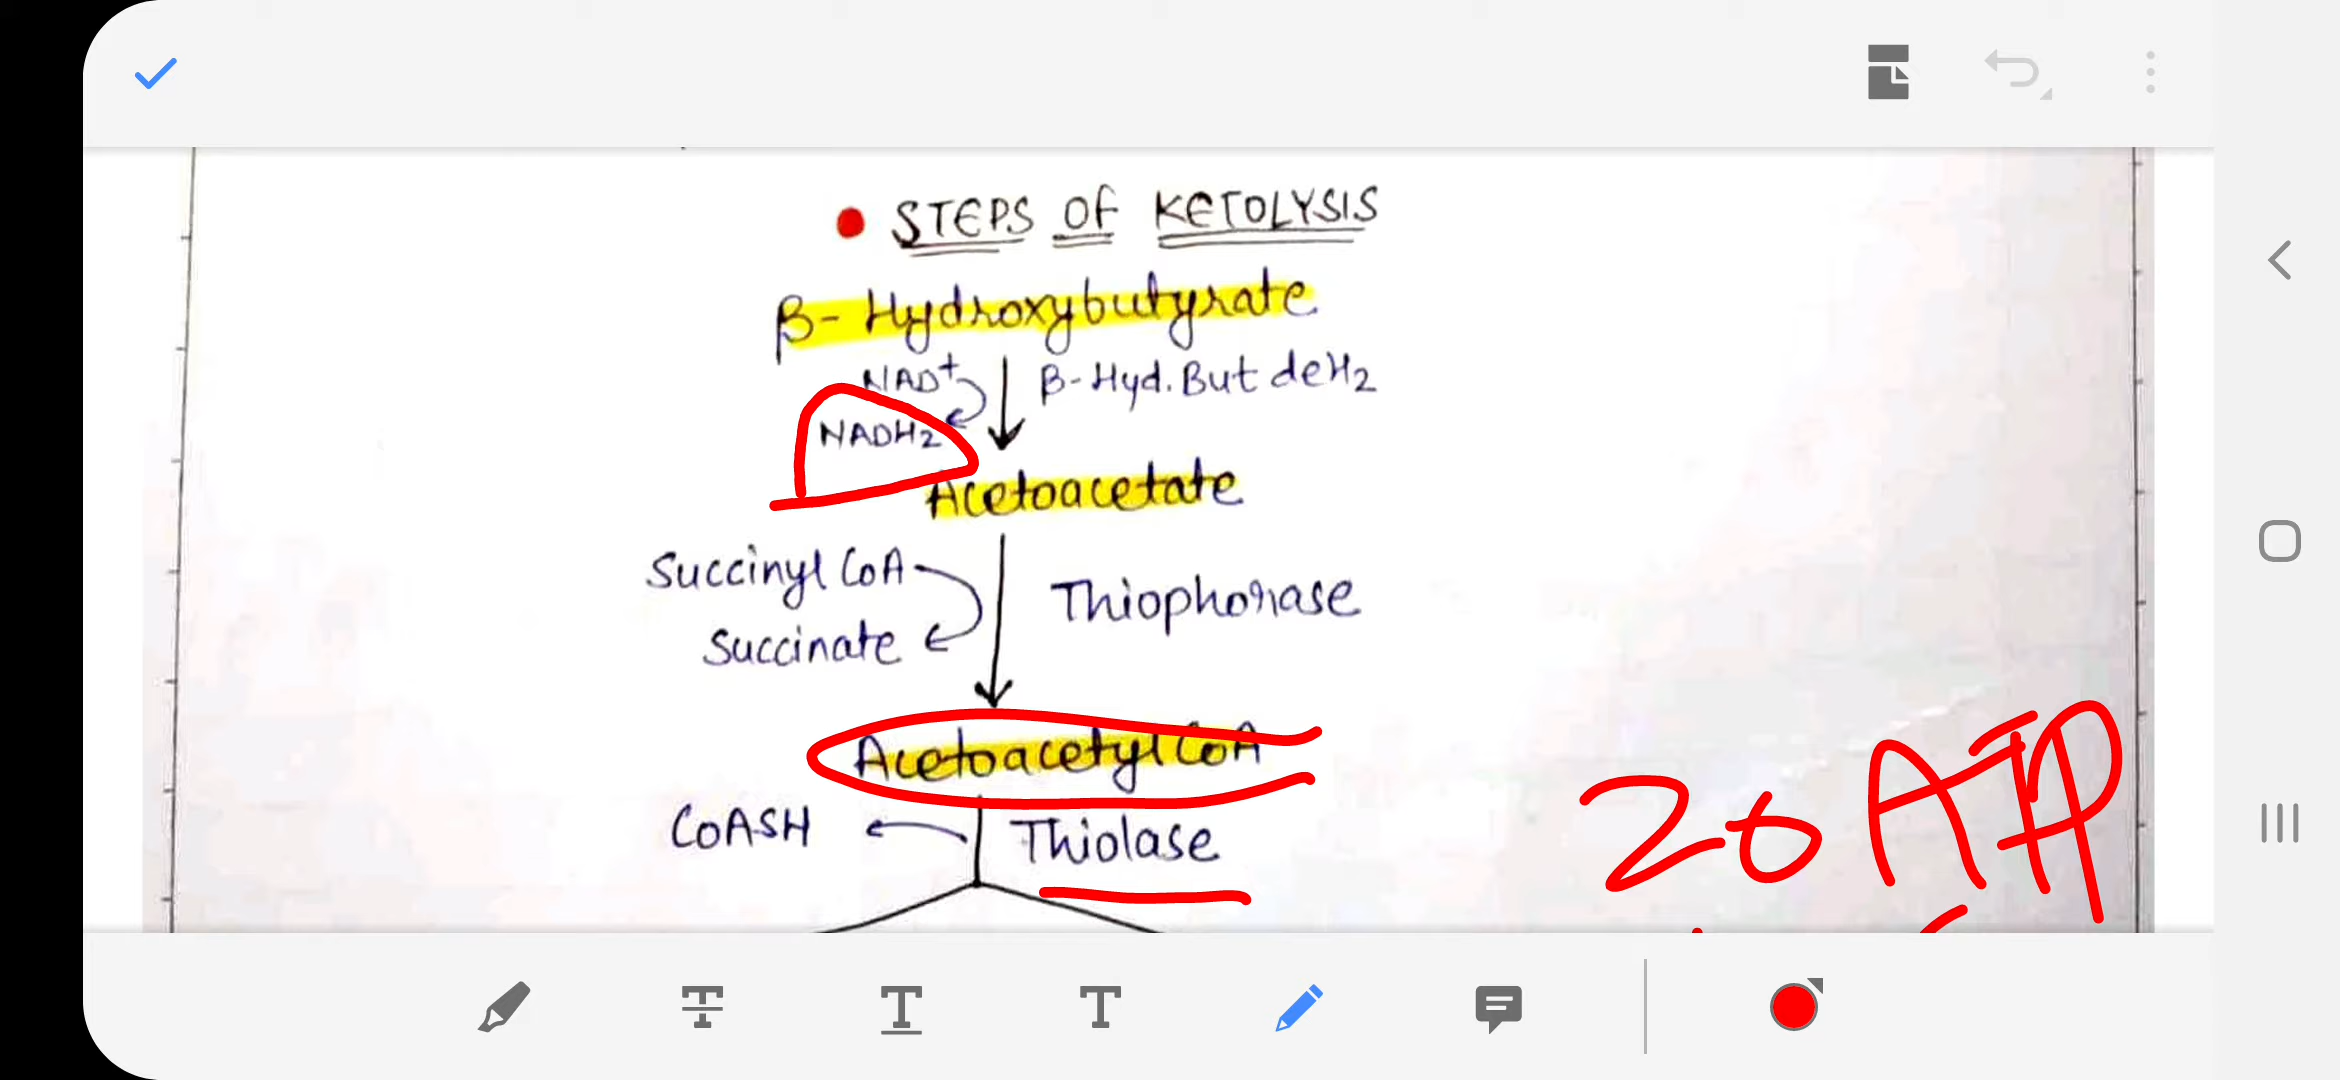 STEPS OF KETOLYSIS
β- Hydroxybutyrate
NAD+ β-Hyd. But deH2
NADH2
Acetoacetate
Succinyl CoA
Thiophorase
Succinate
Acetoacetyl CoA
CoASH Thiolase
20 ATP